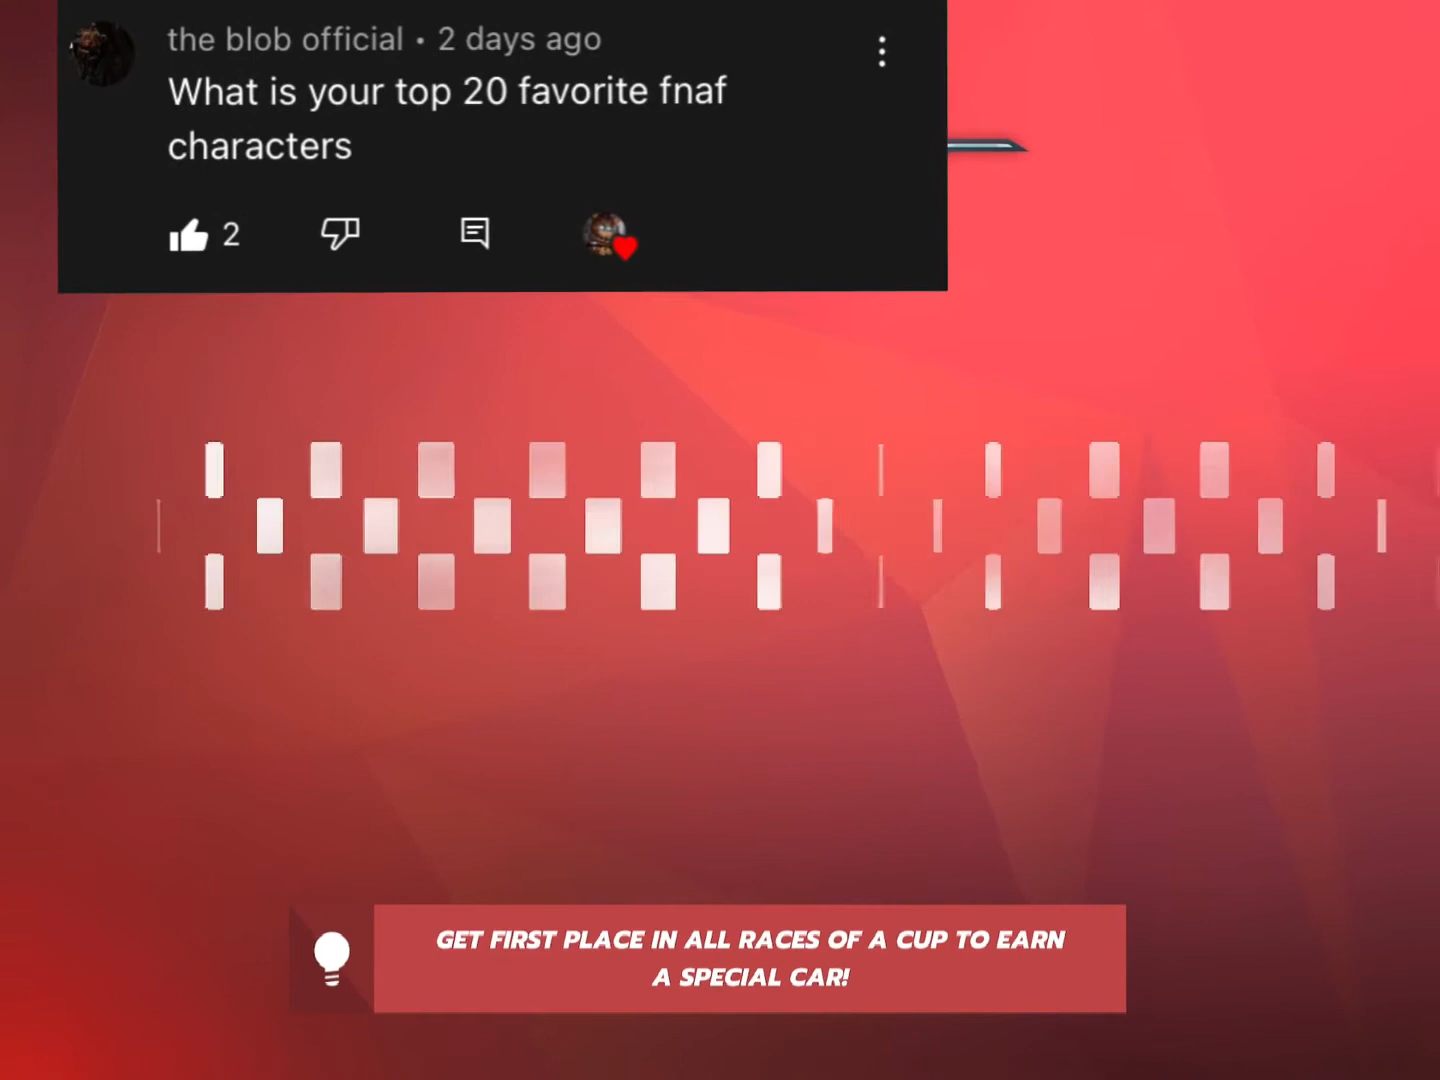 the blob official • 2 days ago
What is your top 20 favorite fnaf
characters
2
GET FIRST PLACE IN ALL RACES OF A CUP TO EARN
A SPECIAL CAR!